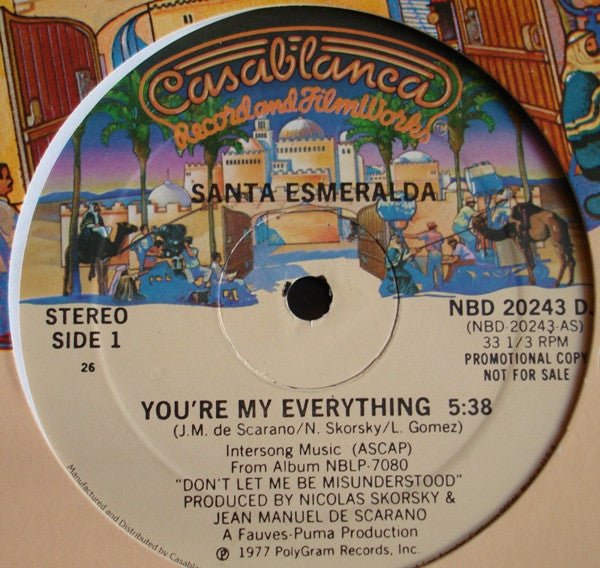 Casablanca
Record and FilmWorks™
SANTA ESMERALDA
STEREO
SIDE 1
26
NBD 20243 DJ
(NBD-20243-AS)
33 1/3 RPM
PROMOTIONAL COPY
NOT FOR SALE
YOU'RE MY EVERYTHING 5:38
(J.M. de Scarano/N. Skorsky/L. Gomez)
Intersong Music (ASCAP)
From Album NBLP-7080
"DON'T LET ME BE MISUNDERSTOOD"
PRODUCED BY NICOLAS SKORSKY &
JEAN MANUEL DE SCARANO
A Fauves-Puma Production
℗ 1977 PolyGram Records, Inc.
Manufactured and Distributed by Casabl